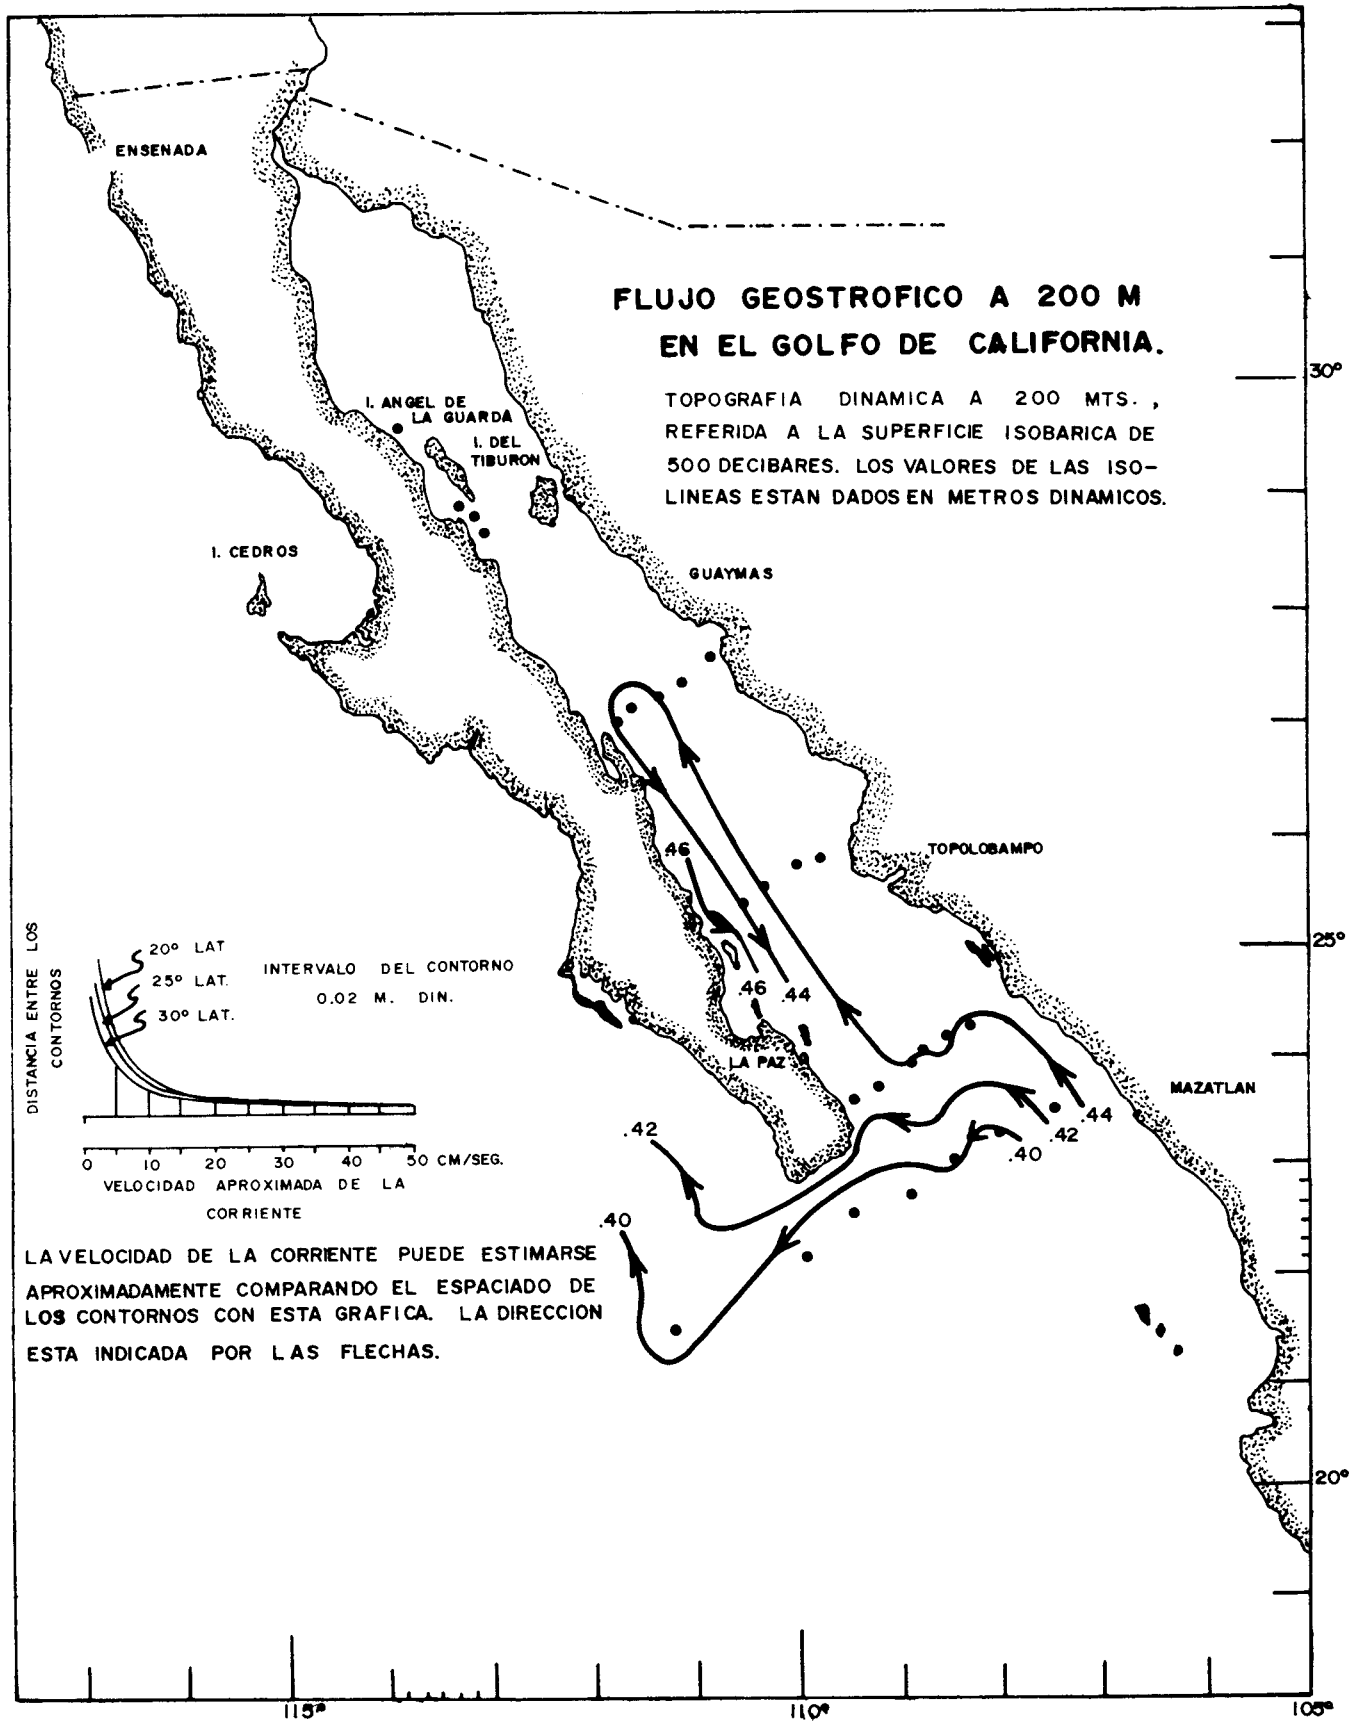 ENSENADA
FLUJO GEOSTROFICO A 200 M
EN EL GOLFO DE CALIFORNIA.
30°
TOPOGRAFIA DINAMICA A 200 MTS. ,
REFERIDA A LA SUPERFICIE ISOBARICA DE
500 DECIBARES. LOS VALORES DE LAS ISO-
LINEAS ESTAN DADOS EN METROS DINAMICOS.
I. ANGEL DE
LA GUARDA
I. DEL
TIBURON
I. CEDROS
GUAYMAS
TOPOLOBAMPO
.46
25°
.46
.44
LA PAZ
MAZATLAN
.44
.42
.40
.42
.40
DISTANCIA ENTRE LOS
CONTORNOS
20° LAT
25° LAT.
30° LAT.
INTERVALO DEL CONTORNO
0.02 M. DIN.
0 10 20 30 40 50 CM/SEG.
VELOCIDAD APROXIMADA DE LA
CORRIENTE
LA VELOCIDAD DE LA CORRIENTE PUEDE ESTIMARSE
APROXIMADAMENTE COMPARANDO EL ESPACIADO DE
LOS CONTORNOS CON ESTA GRAFICA. LA DIRECCION
ESTA INDICADA POR LAS FLECHAS.
20°
115° 110° 105°